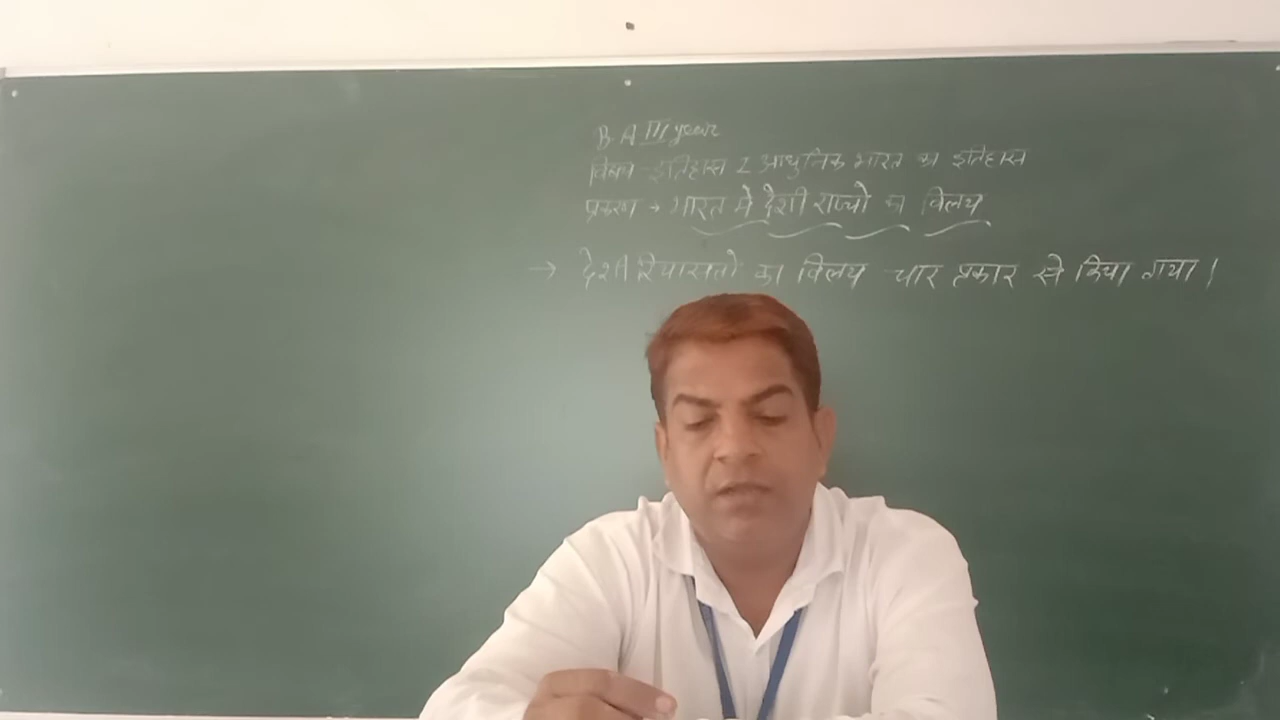 B.A III year
विषय - इतिहास 2 आधुनिक भारत का इतिहास
प्रकरण → भारत में देशी राज्यो का विलय
→ देशी रियासतो का विलय चार प्रकार से किया गया।